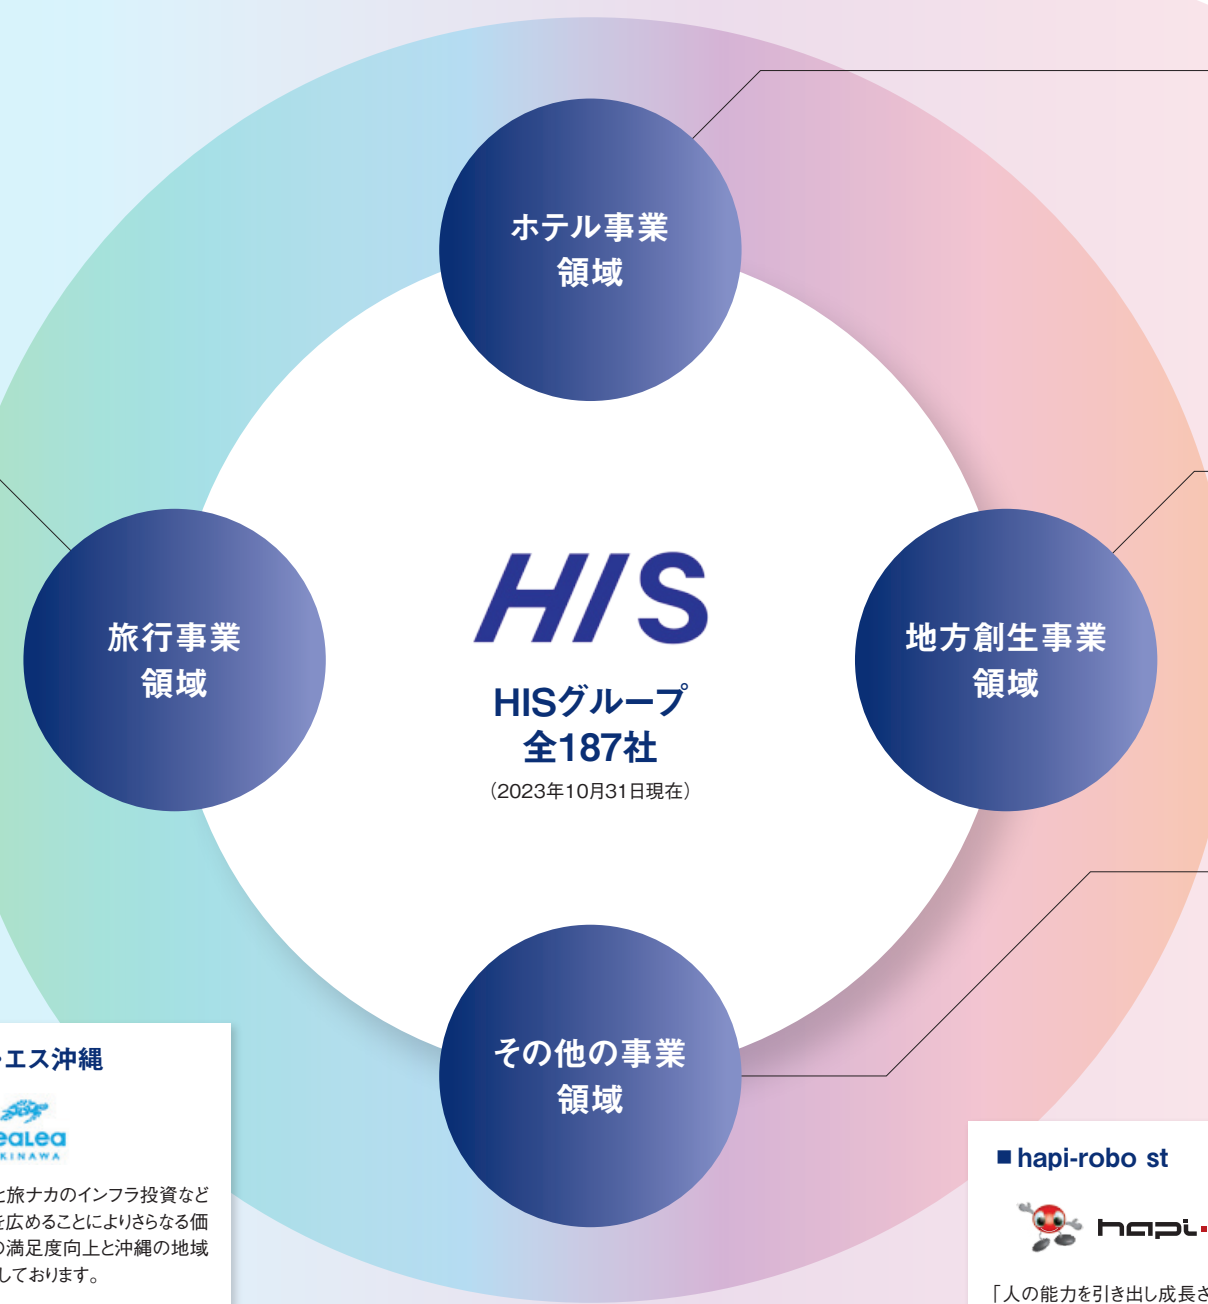 ホテル事業
領域
HIS
旅行事業
領域
地方創生事業
領域
HISグループ
全187社
（2023年10月31日現在）
その他の事業
領域
エス沖縄
eaLea
KINAWA
と旅ナカのインフラ投資など
を広めることによりさらなる価
の満足度向上と沖縄の地域
しております。
■hapi-robo st
hapi・
「人の能力を引き出し成長さ